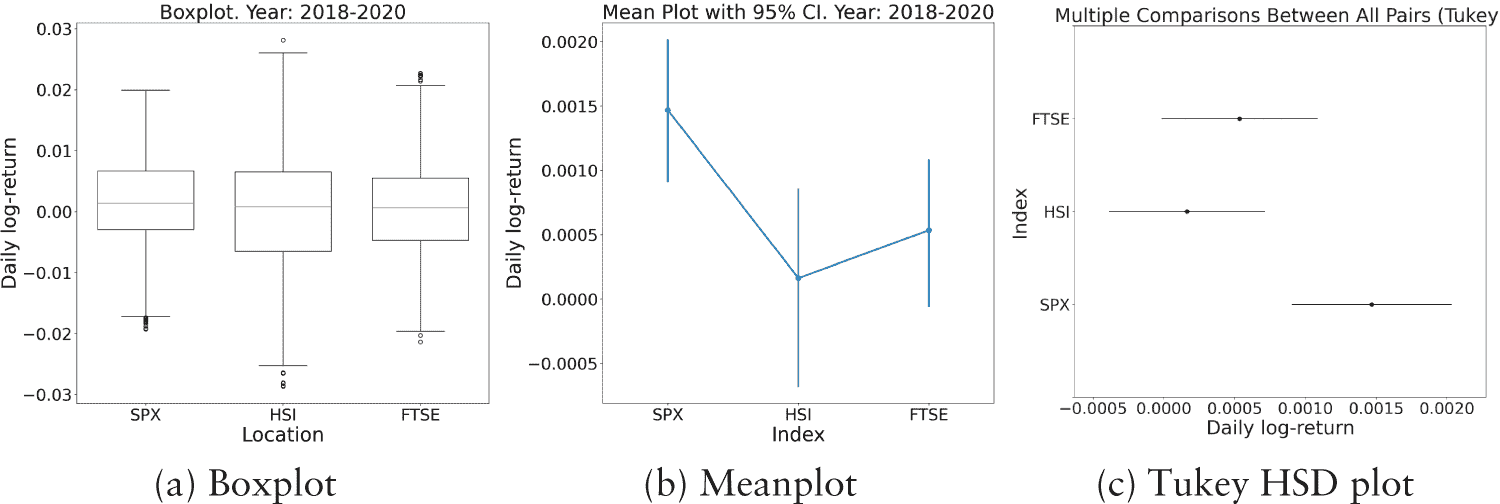 Boxplot. Year: 2018-2020
0.03
0.02
0.01
0.00
−0.01
−0.02
−0.03
Daily log-return
SPX HSI FTSE
Location
(a) Boxplot
Mean Plot with 95% CI. Year: 2018-2020
0.0020
0.0015
0.0010
0.0005
0.0000
−0.0005
Daily log-return
SPX HSI FTSE
Index
(b) Meanplot
Multiple Comparisons Between All Pairs (Tukey
FTSE
HSI
SPX
Index
−0.0005 0.0000 0.0005 0.0010 0.0015 0.0020
Daily log-return
(c) Tukey HSD plot